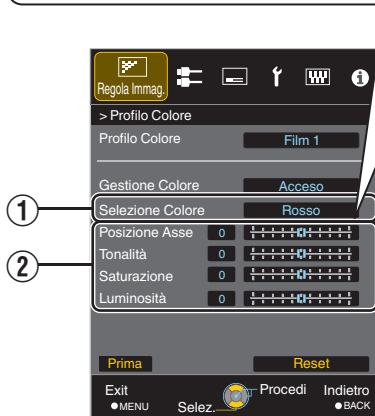 Regola Immag.
> Profilo Colore
Profilo Colore Film 1
Gestione Colore Acceso
① Selezione Colore Rosso
② Posizione Asse 0
Tonalità 0
Saturazione 0
Luminosità 0
Prima Reset
Exit Procedi Indietro
●MENU Selez. ●BACK